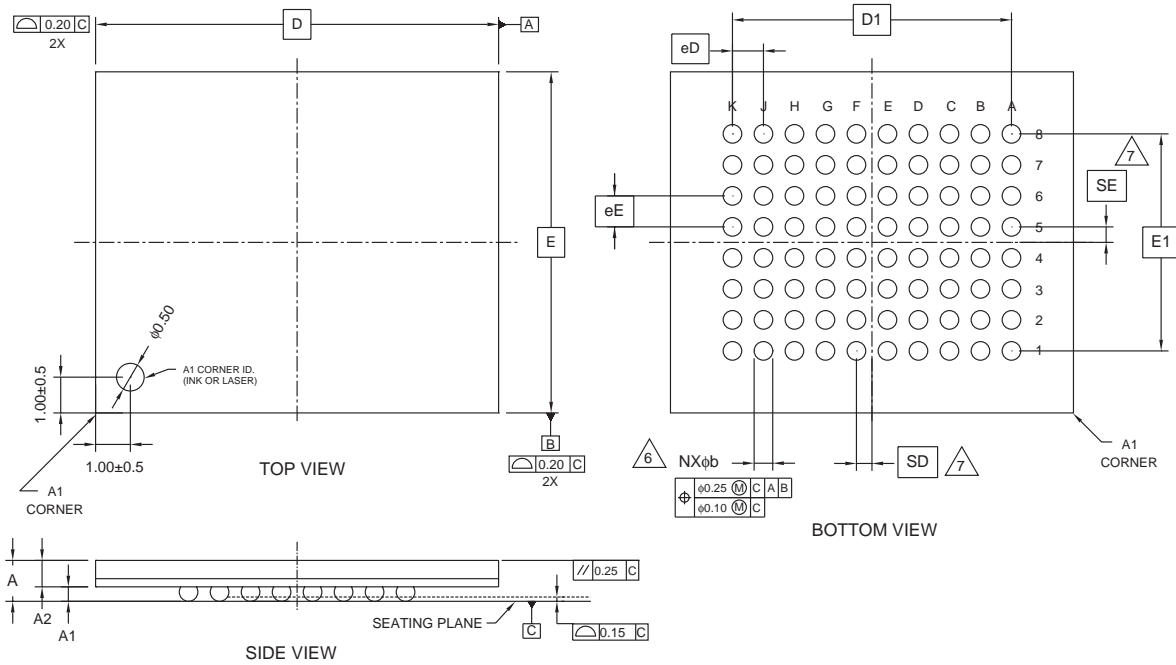 ⌓ 0.20 C
2X
D
A
E
φ0.50
A1 CORNER ID.
(INK OR LASER)
1.00±0.5
1.00±0.5
A1
CORNER
TOP VIEW
B
⌓ 0.20 C
2X
D1
eD
K J H G F E D C B A
8
7
6
5
4
3
2
1
7
SE
eE
E1
6
NXφb
⌖ φ0.25 Ⓜ C A B
φ0.10 Ⓜ C
SD
7
A1
CORNER
BOTTOM VIEW
A
A2
A1
// 0.25 C
SEATING PLANE
C
⌓ 0.15 C
SIDE VIEW